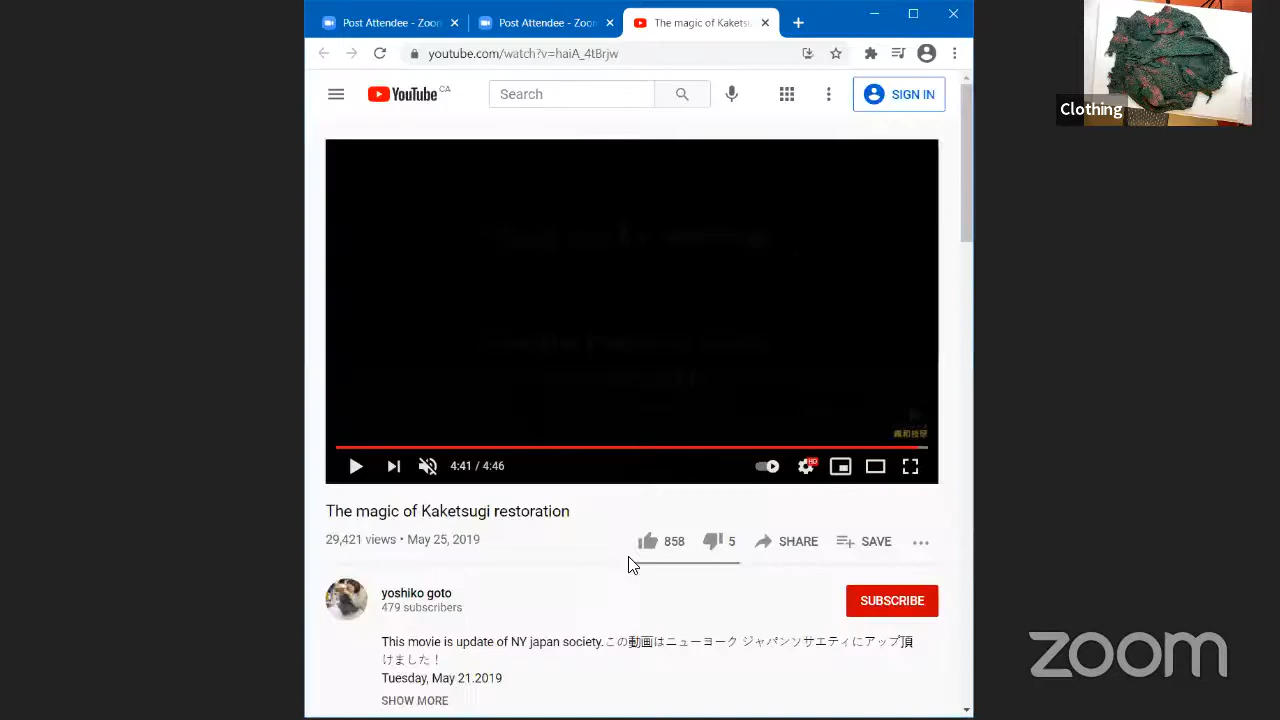 Post Attendee - Zoom
Post Attendee - Zoom
The magic of Kaketsu
youtube.com/watch?v=haiA_4tBrjw
YouTube CA
Search
SIGN IN
Clothing
4:41 / 4:46
HD
The magic of Kaketsugi restoration
29,421 views • May 25, 2019
858
5
SHARE
SAVE
yoshiko goto
479 subscribers
SUBSCRIBE
This movie is update of NY japan society.この動画はニューヨーク ジャパンソサエティにアップ頂
けました！
Tuesday, May 21.2019
SHOW MORE
zoom